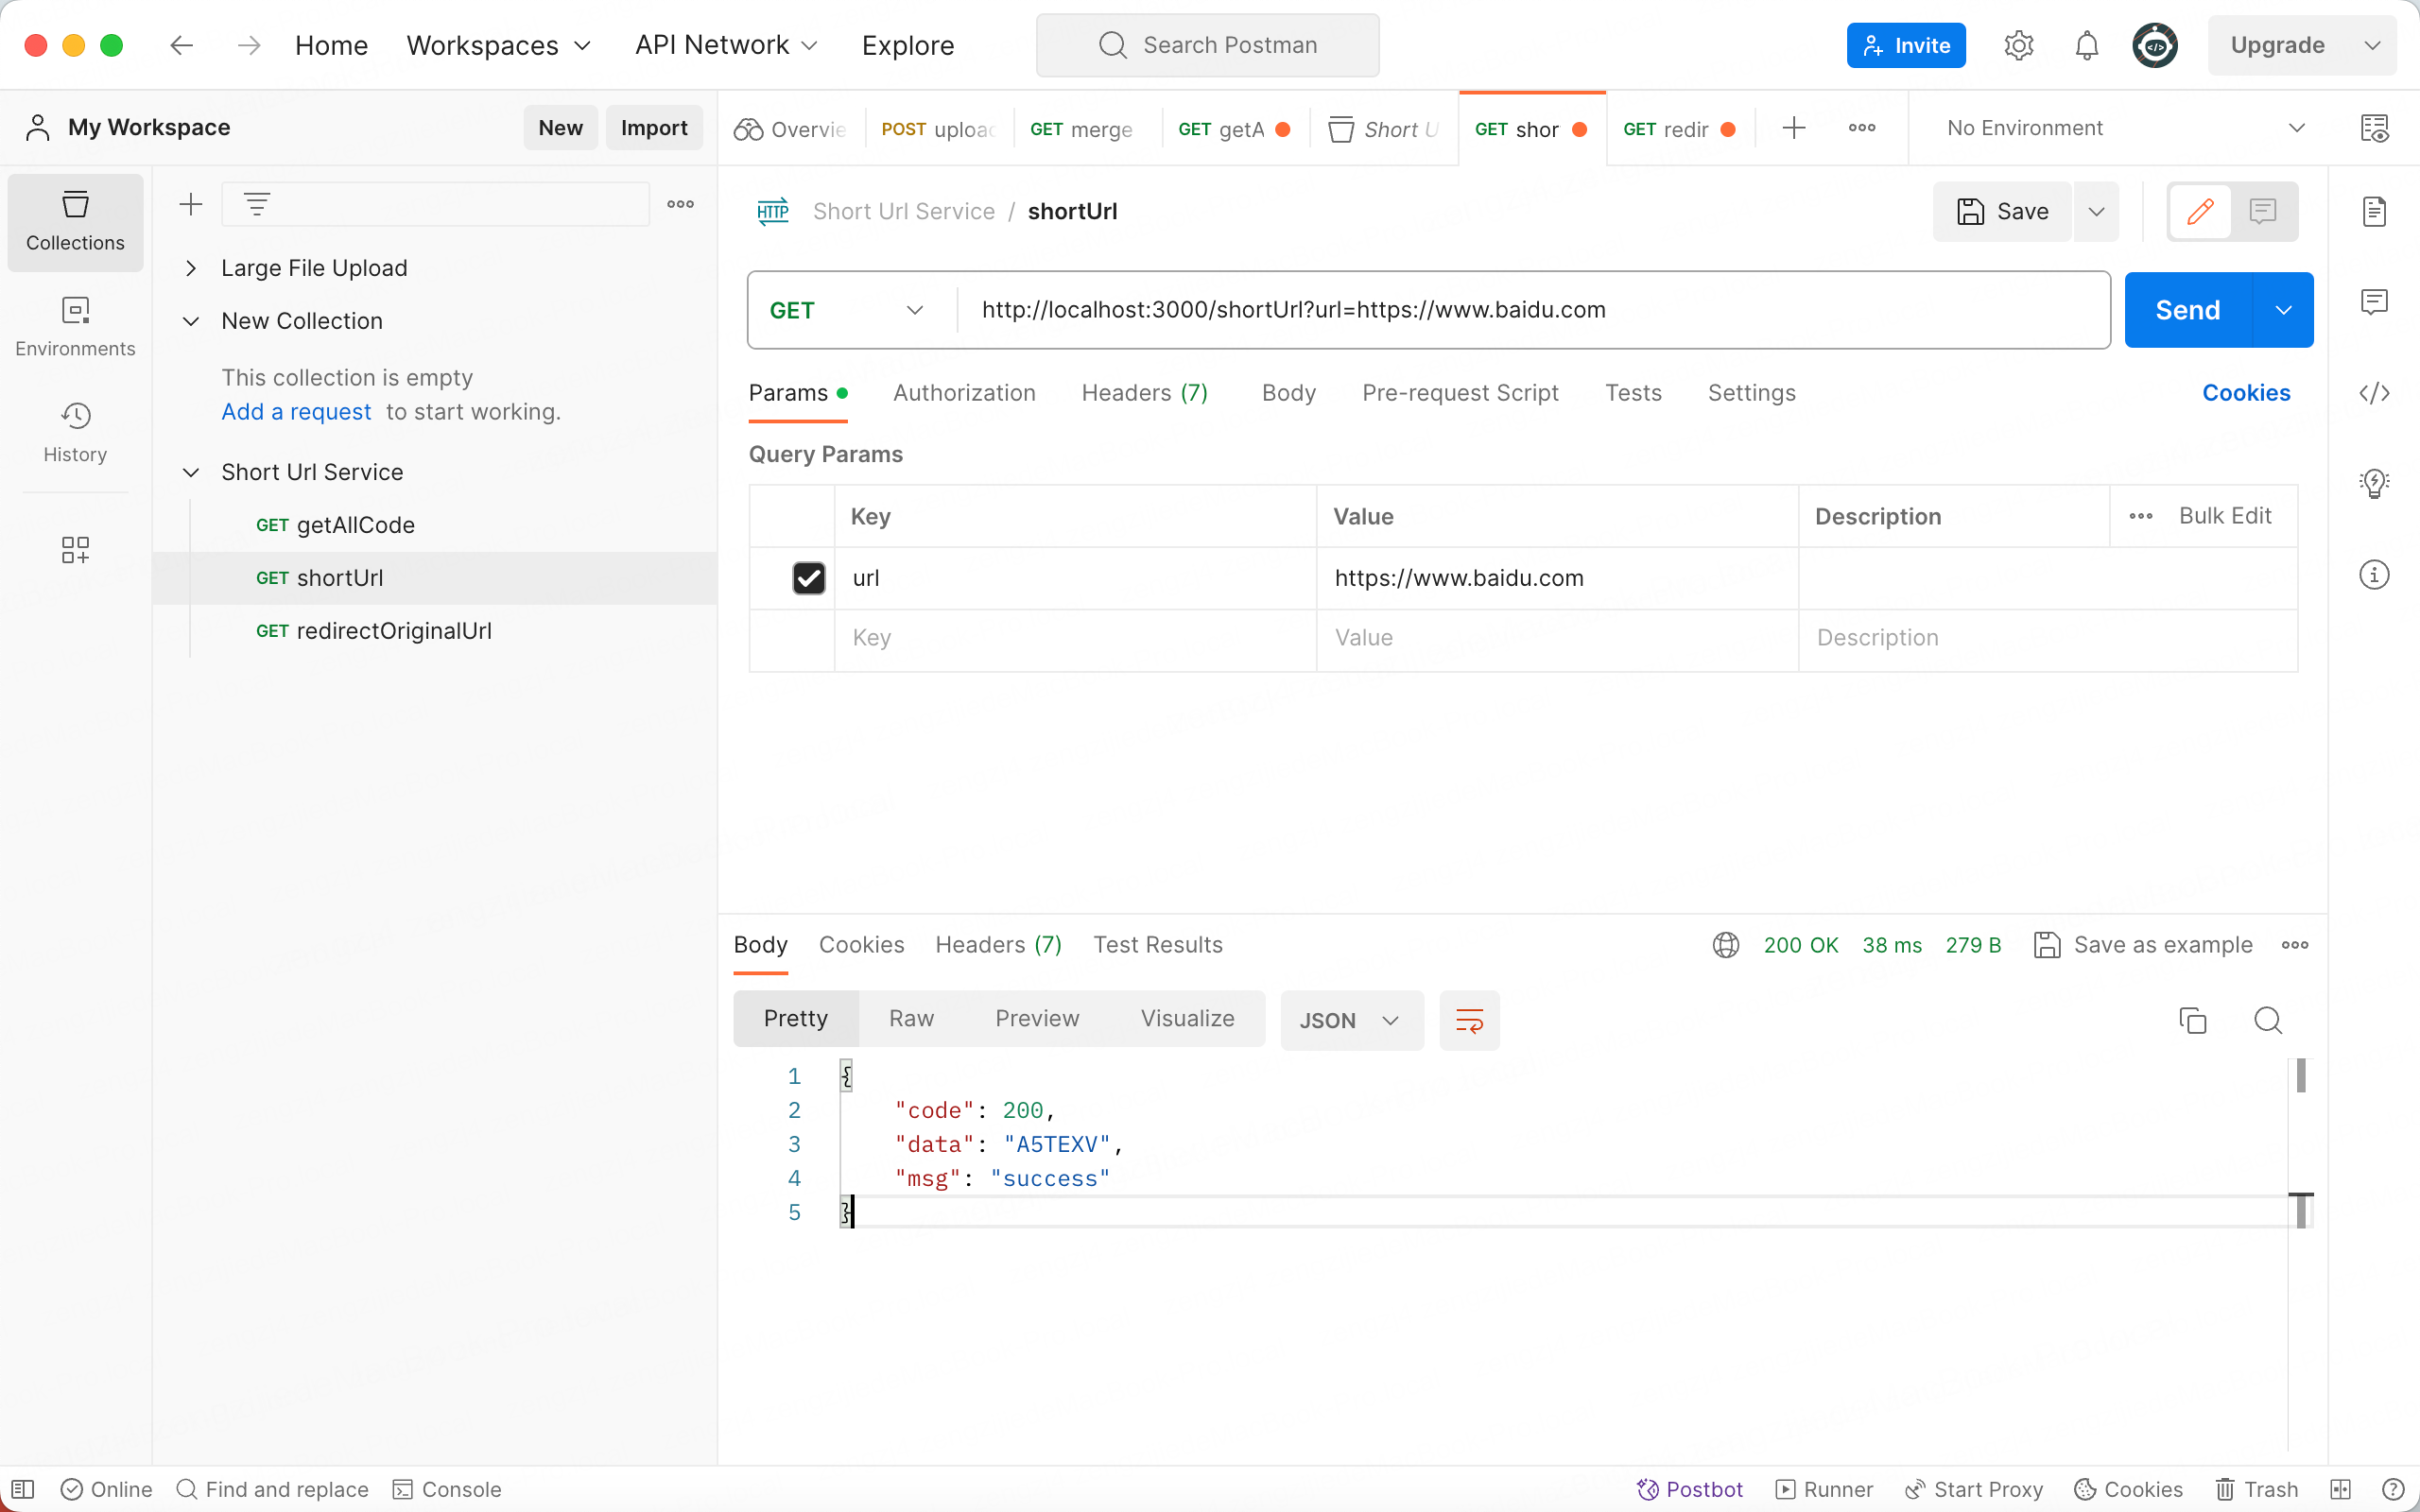 Home Workspaces API Network Explore Search Postman Invite Upgrade
My Workspace New Import Overvie POST uploac GET merge GET getA Short U GET shor GET redir No Environment
Collections
Environments
History
Large File Upload
New Collection
This collection is empty
Add a request to start working.
Short Url Service
GET getAllCode
GET shortUrl
GET redirectOriginalUrl
HTTP Short Url Service / shortUrl Save
GET http://localhost:3000/shortUrl?url=https://www.baidu.com Send
Params Authorization Headers (7) Body Pre-request Script Tests Settings Cookies
Query Params
Key Value Description Bulk Edit
url https://www.baidu.com
Key Value Description
Body Cookies Headers (7) Test Results 200 OK 38 ms 279 B Save as example
Pretty Raw Preview Visualize JSON
1 {
2 "code": 200,
3 "data": "A5TEXV",
4 "msg": "success"
5 }
Online Find and replace Console Postbot Runner Start Proxy Cookies Trash